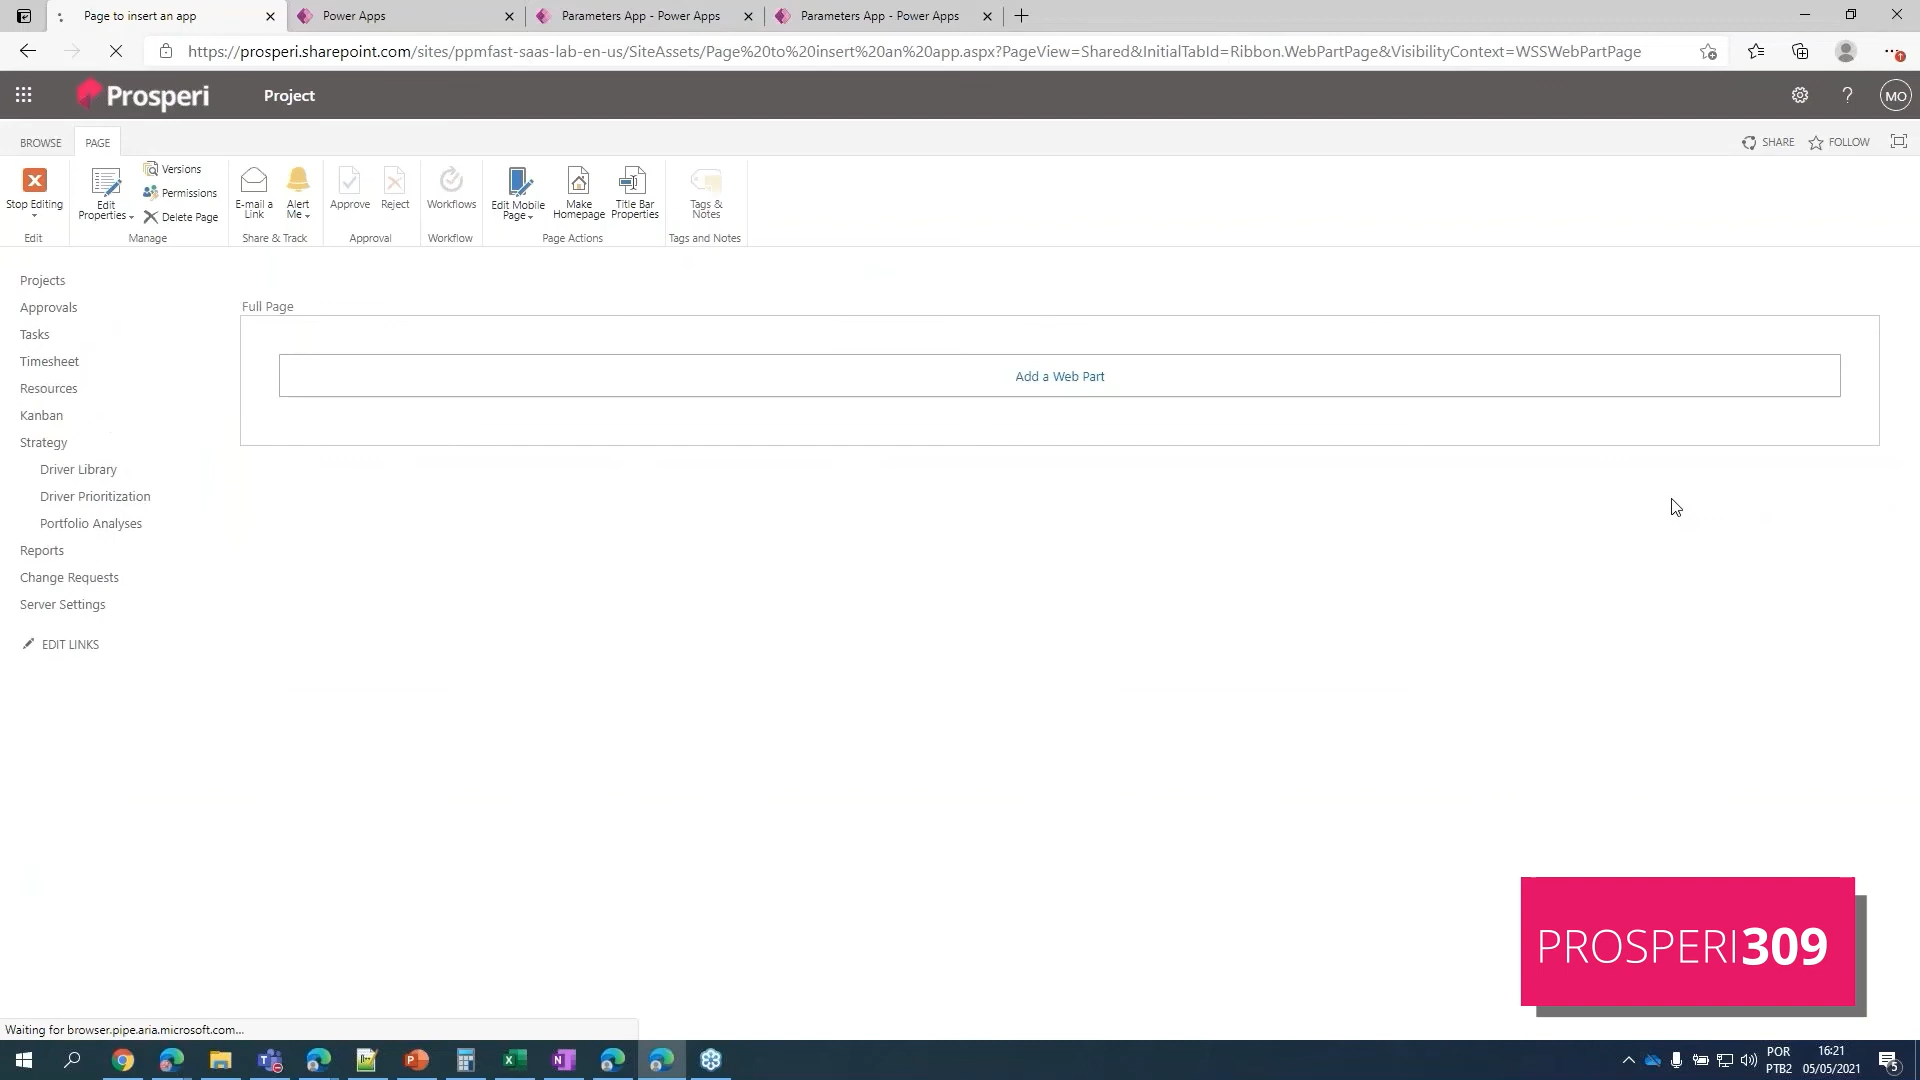 Page to insert an app
Power Apps
Parameters App - Power Apps
Parameters App - Power Apps
https://prosperi.sharepoint.com/sites/ppmfast-saas-lab-en-us/SiteAssets/Page%20to%20insert%20an%20app.aspx?PageView=Shared&InitialTabId=Ribbon.WebPartPage&VisibilityContext=WSSWebPartPage
Prosperi
Project
?
MO
BROWSE
PAGE
SHARE
FOLLOW
Stop Editing
Edit
Properties
Versions
Permissions
Delete Page
E-mail a
Link
Alert
Me
Approve
Reject
Workflows
Edit Mobile
Page
Make
Homepage
Title Bar
Properties
Tags &
Notes
Edit
Manage
Share & Track
Approval
Workflow
Page Actions
Tags and Notes
Projects
Approvals
Tasks
Timesheet
Resources
Kanban
Strategy
Driver Library
Driver Prioritization
Portfolio Analyses
Reports
Change Requests
Server Settings
EDIT LINKS
Full Page
Add a Web Part
PROSPERI309
Waiting for browser.pipe.aria.microsoft.com...
POR
PTB2
16:21
05/05/2021
5